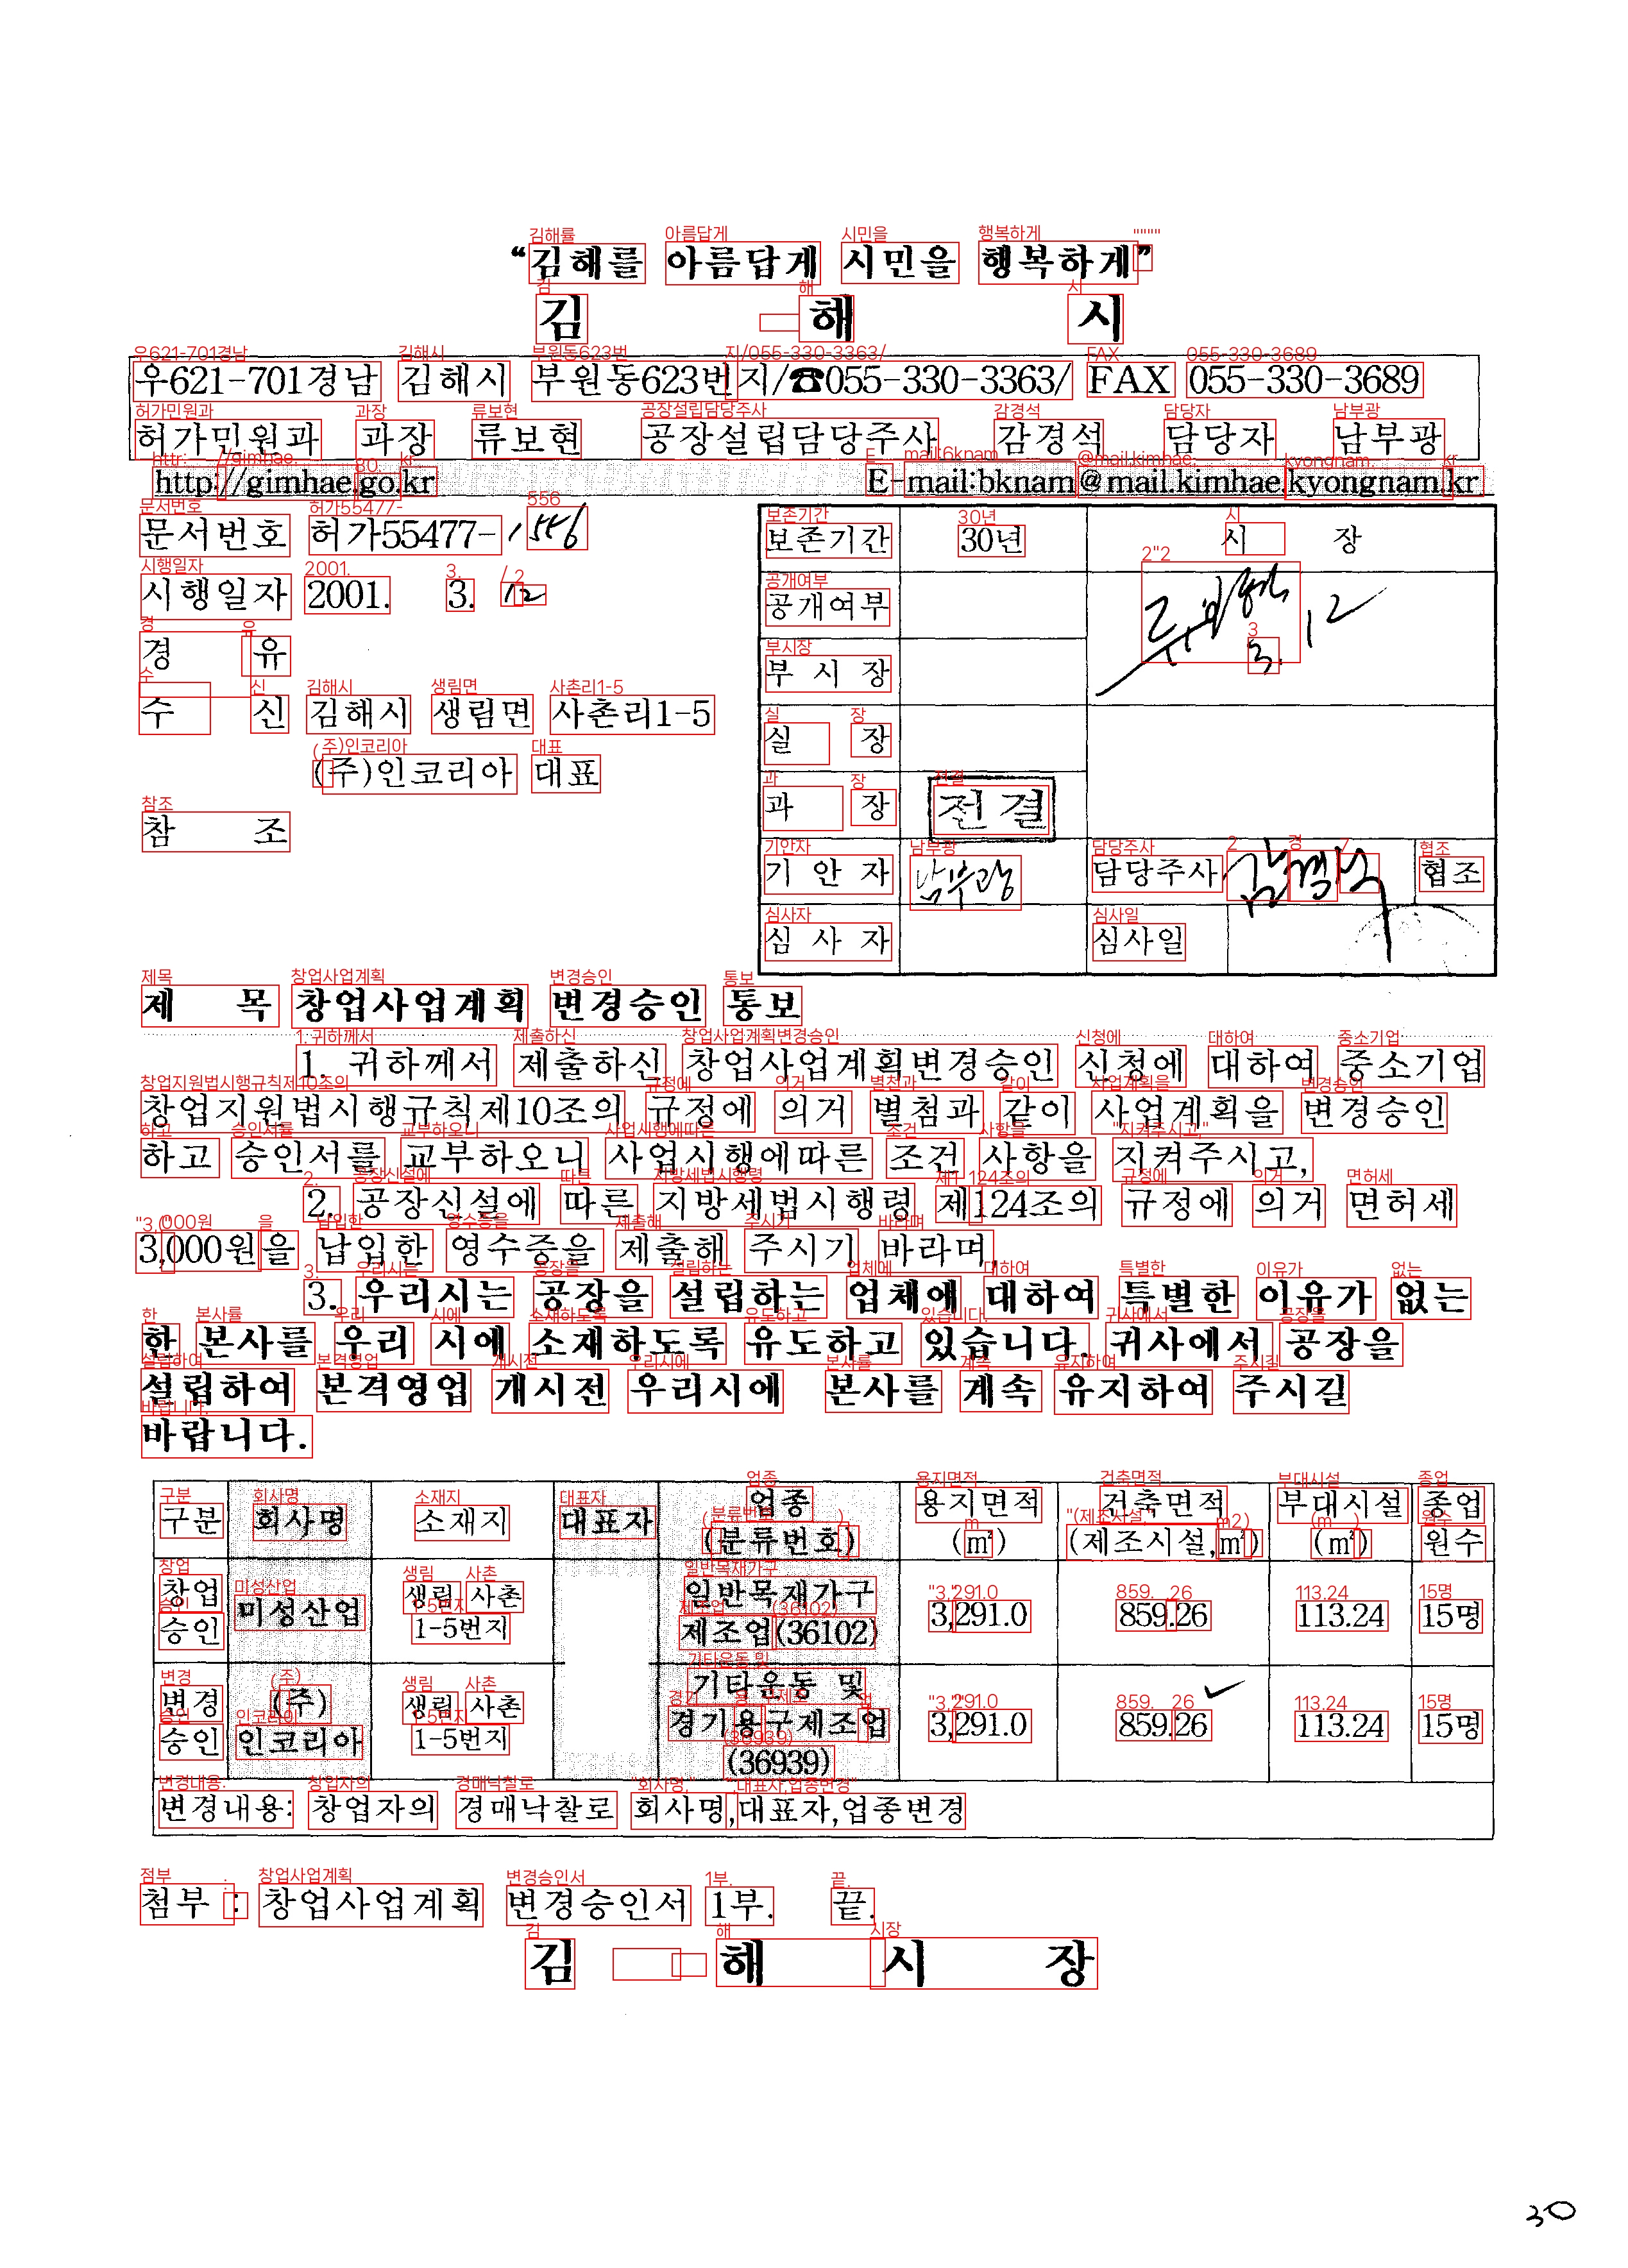 “김해를 아름답게 시민을 행복하게”
김 해 시
우621-701경남 김해시 부원동623번지/☎055-330-3363/ FAX 055-330-3689
허가민원과 과장 류보현 공장설립담당주사 감경석 담당자 남부광
http://gimhae.go.kr E-mail:bknam@mail.kimhae.kyongnam.kr
문서번호 허가55477-1556
시행일자 2001. 3. 12
경 유
수 신 김해시 생림면 사촌리1-5
(주)인코리아 대표
참 조
보존기간 30년 시 장
공개여부
부 시 장
실 장
과 장 전결
기 안 자 남부광 담당주사 협조
심 사 자 심사일
3. 12
제 목 창업사업계획 변경승인 통보
1. 귀하께서 제출하신 창업사업계획변경승인 신청에 대하여 중소기업
창업지원법시행규칙제10조의 규정에 의거 별첨과 같이 사업계획을 변경승인
하고 승인서를 교부하오니 사업시행에따른 조건 사항을 지켜주시고,
2. 공장신설에 따른 지방세법시행령 제124조의 규정에 의거 면허세
3,000원을 납입한 영수증을 제출해 주시기 바라며,
3. 우리시는 공장을 설립하는 업체에 대하여 특별한 이유가 없는
한 본사를 우리 시에 소재하도록 유도하고 있습니다. 귀사에서 공장을
설립하여 본격영업 개시전 우리시에 본사를 계속 유지하여 주시길
바랍니다.
구분 회사명 소재지 대표자 업종 (분류번호) 용지면적 (㎡) 건축면적 (제조시설,㎡) 부대시설 (㎡) 종업원수
창업승인 미성산업 생림 사촌 1-5번지 일반목재가구 제조업(36102) 3,291.0 859.26 113.24 15명
변경승인 (주)인코리아 생림 사촌 1-5번지 기타운동 및 경기용구제조업 (36939) 3,291.0 859.26 113.24 15명
변경내용: 창업자의 경매낙찰로 회사명,대표자,업종변경
첨부 : 창업사업계획 변경승인서 1부. 끝.
김 해 시 장
30